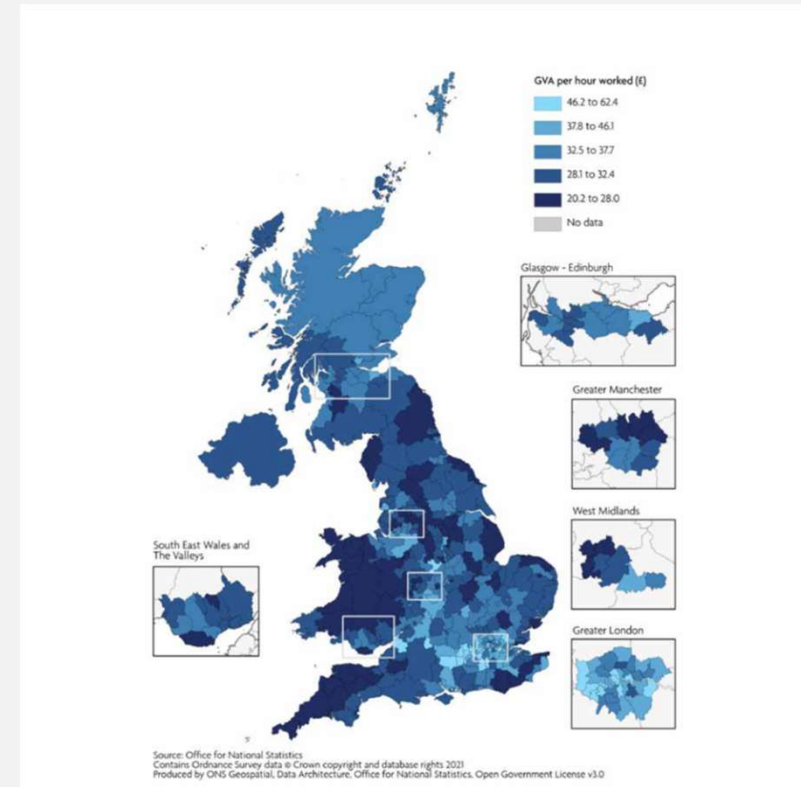 GVA per hour worked (£)
46.2 to 62.4
37.8 to 46.1
32.5 to 37.7
28.1 to 32.4
20.2 to 28.0
No data
Glasgow - Edinburgh
Greater Manchester
West Midlands
South East Wales and
The Valleys
Greater London
Source: Office for National Statistics
Contains Ordnance Survey data © Crown copyright and database rights 2021
Produced by ONS Geospatial, Data Architecture, Office for National Statistics, Open Government License v3.0